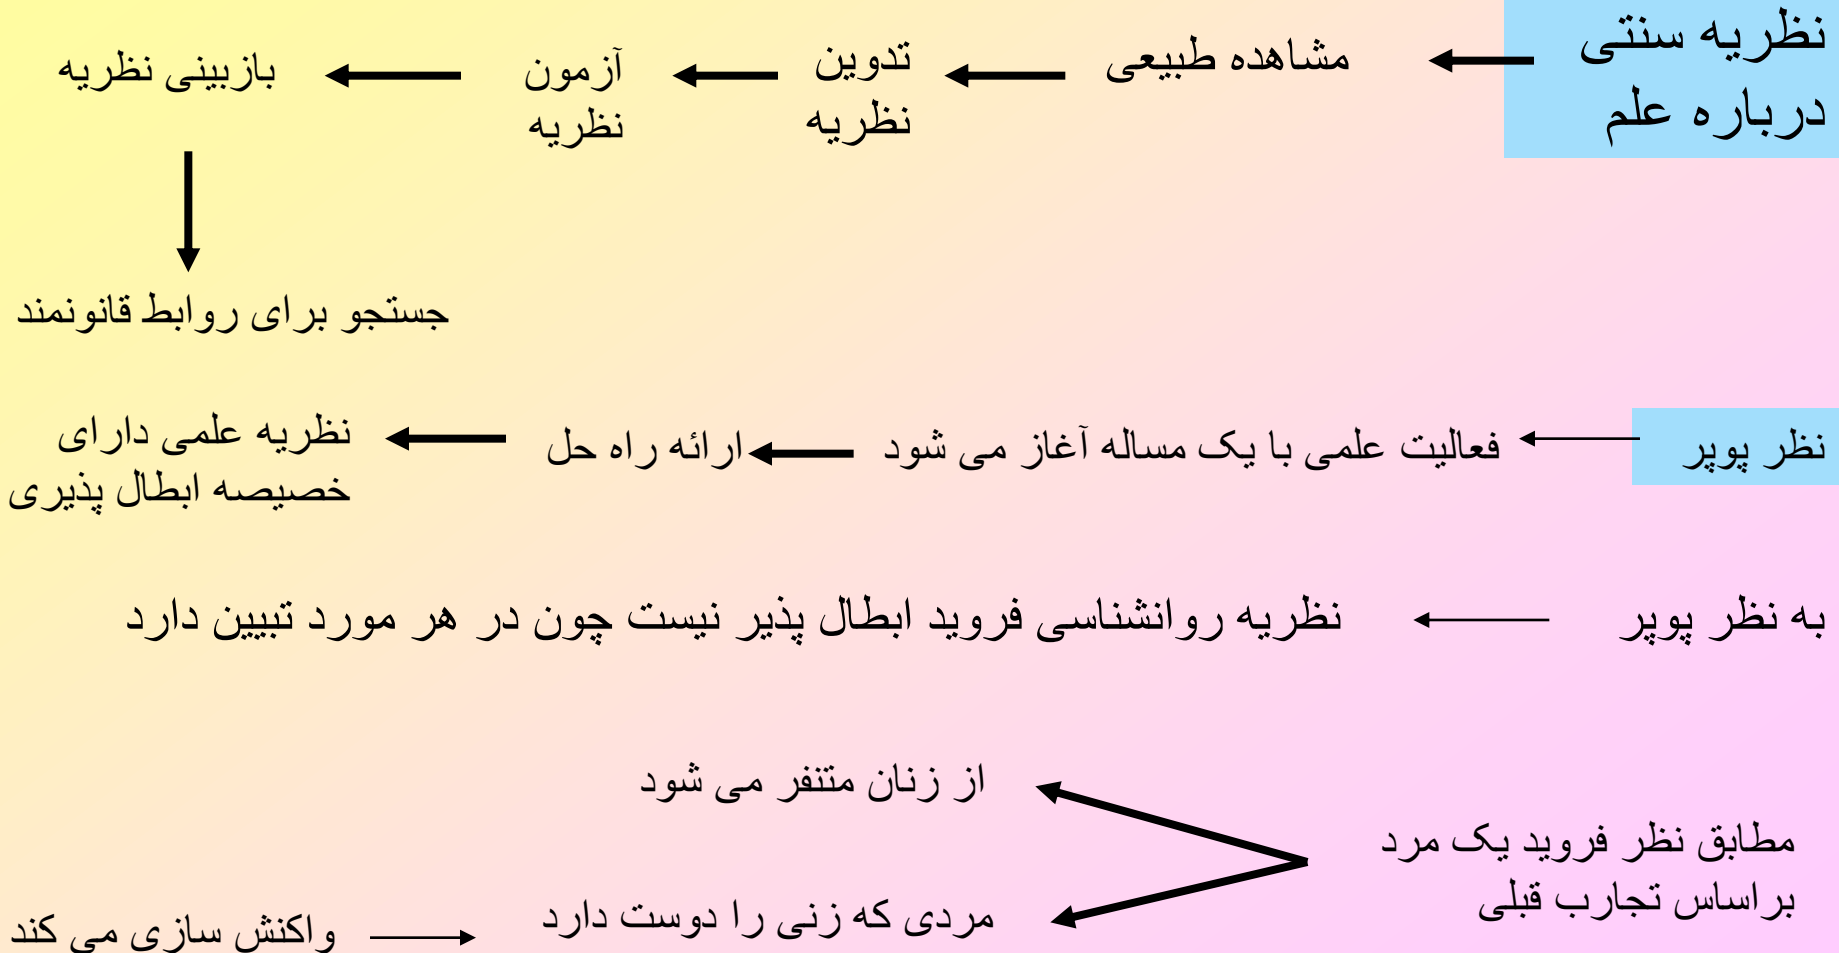 نظریه سنتی
درباره علم
مشاهده طبیعی
تدوین
نظریه
آزمون
نظریه
بازبینی نظریه
جستجو برای روابط قانونمند
نظر پوپر
فعالیت علمی با یک مساله آغاز می شود
ارائه راه حل
نظریه علمی دارای
خصیصه ابطال پذیری
به نظر پوپر
نظریه روانشناسی فروید ابطال پذیر نیست چون در هر مورد تبیین دارد
مطابق نظر فروید یک مرد
براساس تجارب قبلی
از زنان متنفر می شود
مردی که زنی را دوست دارد
واکنش سازی می کند